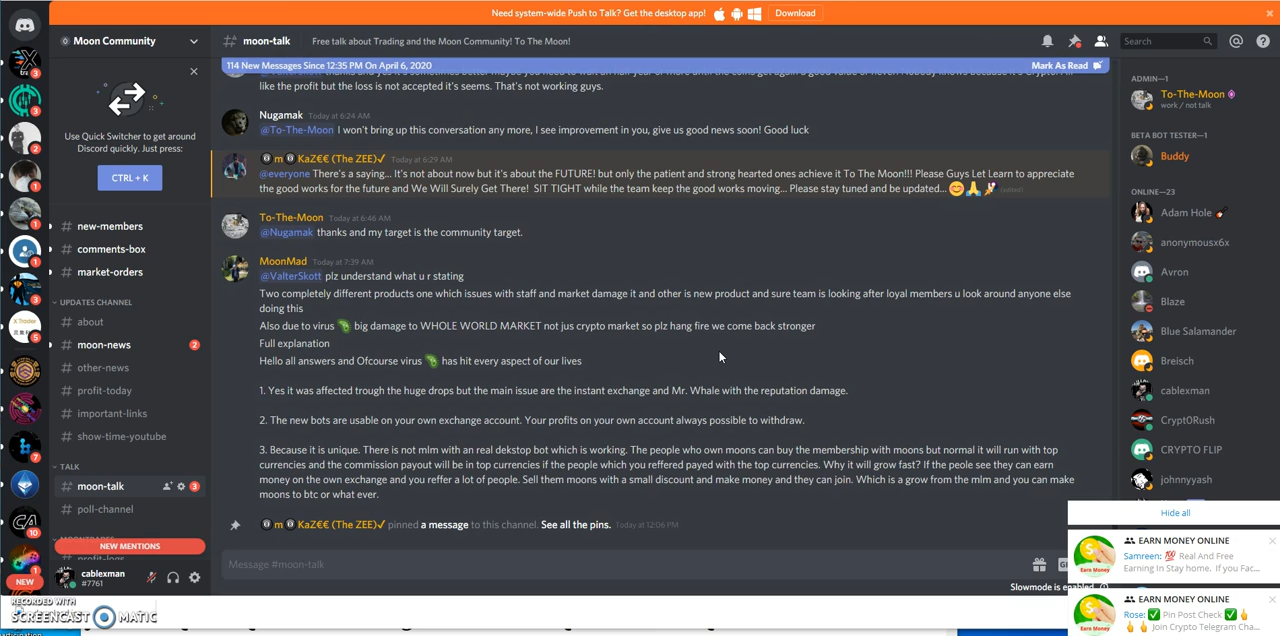 Need system-wide Push to Talk? Get the desktop app!
Download
Moon Community
moon-talk
Free talk about Trading and the Moon Community! To The Moon!
Search
114 New Messages Since 12:35 PM On April 6, 2020
Mark As Read
like the profit but the loss is not accepted it's seems. That's not working guys.
Use Quick Switcher to get around
Discord quickly. Just press:
CTRL + K
new-members
comments-box
market-orders
UPDATES CHANNEL
about
moon-news
2
other-news
profit-today
important-links
show-time-youtube
TALK
moon-talk
3
poll-channel
NEW MENTIONS
cablexman
#7761
NEW
RECORDED WITH
SCREENCAST MATIC
Nugamak Today at 6:24 AM
@To-The-Moon I won't bring up this conversation any more, I see improvement in you, give us good news soon! Good luck
m KaZ€€ (The ZEE)✓ Today at 6:29 AM
@everyone There's a saying... It's not about now but it's about the FUTURE! but only the patient and strong hearted ones achieve it To The Moon!!! Please Guys Let Learn to appreciate
the good works for the future and We Will Surely Get There! SIT TIGHT while the team keep the good works moving... Please stay tuned and be updated... 😊🙏🎉 (edited)
To-The-Moon Today at 6:46 AM
@Nugamak thanks and my target is the community target.
MoonMad Today at 7:39 AM
@ValterSkott plz understand what u r stating
Two completely different products one which issues with staff and market damage it and other is new product and sure team is looking after loyal members u look around anyone else
doing this
Also due to virus 🦠 big damage to WHOLE WORLD MARKET not jus crypto market so plz hang fire we come back stronger
Full explanation
Hello all answers and Ofcourse virus 🦠 has hit every aspect of our lives
1. Yes it was affected trough the huge drops but the main issue are the instant exchange and Mr. Whale with the reputation damage.
2. The new bots are usable on your own exchange account. Your profits on your own account always possible to withdraw.
3. Because it is unique. There is not mlm with an real dekstop bot which is working. The people who own moons can buy the membership with moons but normal it will run with top
currencies and the commission payout will be in top currencies if the people which you reffered payed with the top currencies. Why it will grow fast? If the peole see they can earn
money on the own exchange and you reffer a lot of people. Sell them moons with a small discount and make money and they can join. Which is a grow from the mlm and you can make
moons to btc or what ever.
m KaZ€€ (The ZEE)✓ pinned a message to this channel. See all the pins. Today at 12:06 PM
Message #moon-talk
Slowmode is enabled.
ADMIN—1
To-The-Moon
work / not talk
BETA BOT TESTER—1
Buddy
ONLINE—23
Adam Hole
anonymousx6x
Avron
Blaze
Blue Salamander
Breisch
cablexman
Crypt0Rush
CRYPTO FLIP
johnnyyash
Hide all
EARN MONEY ONLINE
Samreen: 💯 Real And Free
Earning In Stay home. if you Fac...
EARN MONEY ONLINE
Rose: ✅ Pin Post Check ✅👆
👆👆 Join Crypto Telegram Cha...